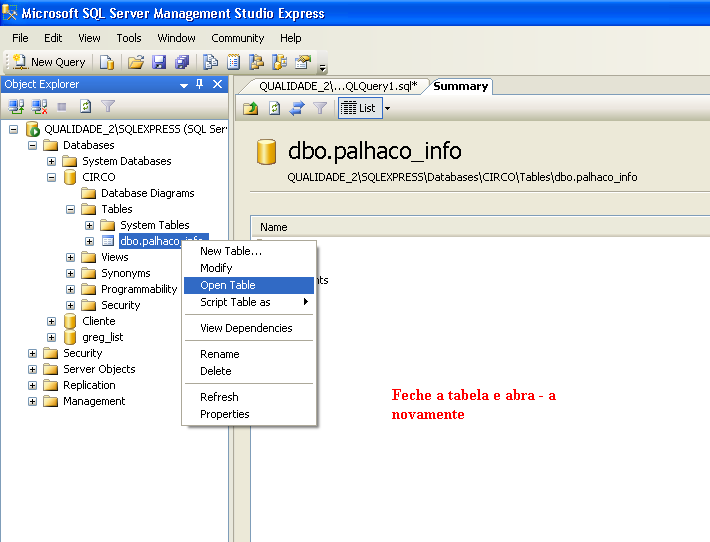 Microsoft SQL Server Management Studio Express
File Edit View Tools Window Community Help
New Query
Object Explorer
QUALIDADE_2\...QLQuery1.sql* Summary
List
QUALIDADE_2\SQLEXPRESS (SQL Ser
Databases
System Databases
CIRCO
Database Diagrams
Tables
System Tables
dbo.palhaco_info
Views
Synonyms
Programmability
Security
Cliente
greg_list
Security
Server Objects
Replication
Management
New Table...
Modify
Open Table
Script Table as
View Dependencies
Rename
Delete
Refresh
Properties
dbo.palhaco_info
QUALIDADE_2\SQLEXPRESS\Databases\CIRCO\Tables\dbo.palhaco_info
Name
nts
Feche a tabela e abra - a
novamente